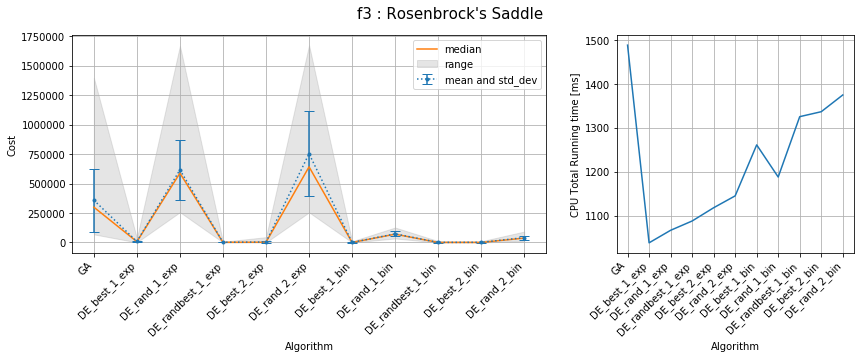 f3 : Rosenbrock's Saddle
1750000
1500000
1250000
1000000
750000
500000
250000
0
Cost
median
range
mean and std_dev
GA
DE_best_1_exp
DE_rand_1_exp
DE_randbest_1_exp
DE_best_2_exp
DE_rand_2_exp
DE_best_1_bin
DE_rand_1_bin
DE_randbest_1_bin
DE_best_2_bin
DE_rand_2_bin
Algorithm
1500
1400
1300
1200
1100
CPU Total Running time [ms]
GA
DE_best_1_exp
DE_rand_1_exp
DE_randbest_1_exp
DE_best_2_exp
DE_rand_2_exp
DE_best_1_bin
DE_rand_1_bin
DE_randbest_1_bin
DE_best_2_bin
DE_rand_2_bin
Algorithm